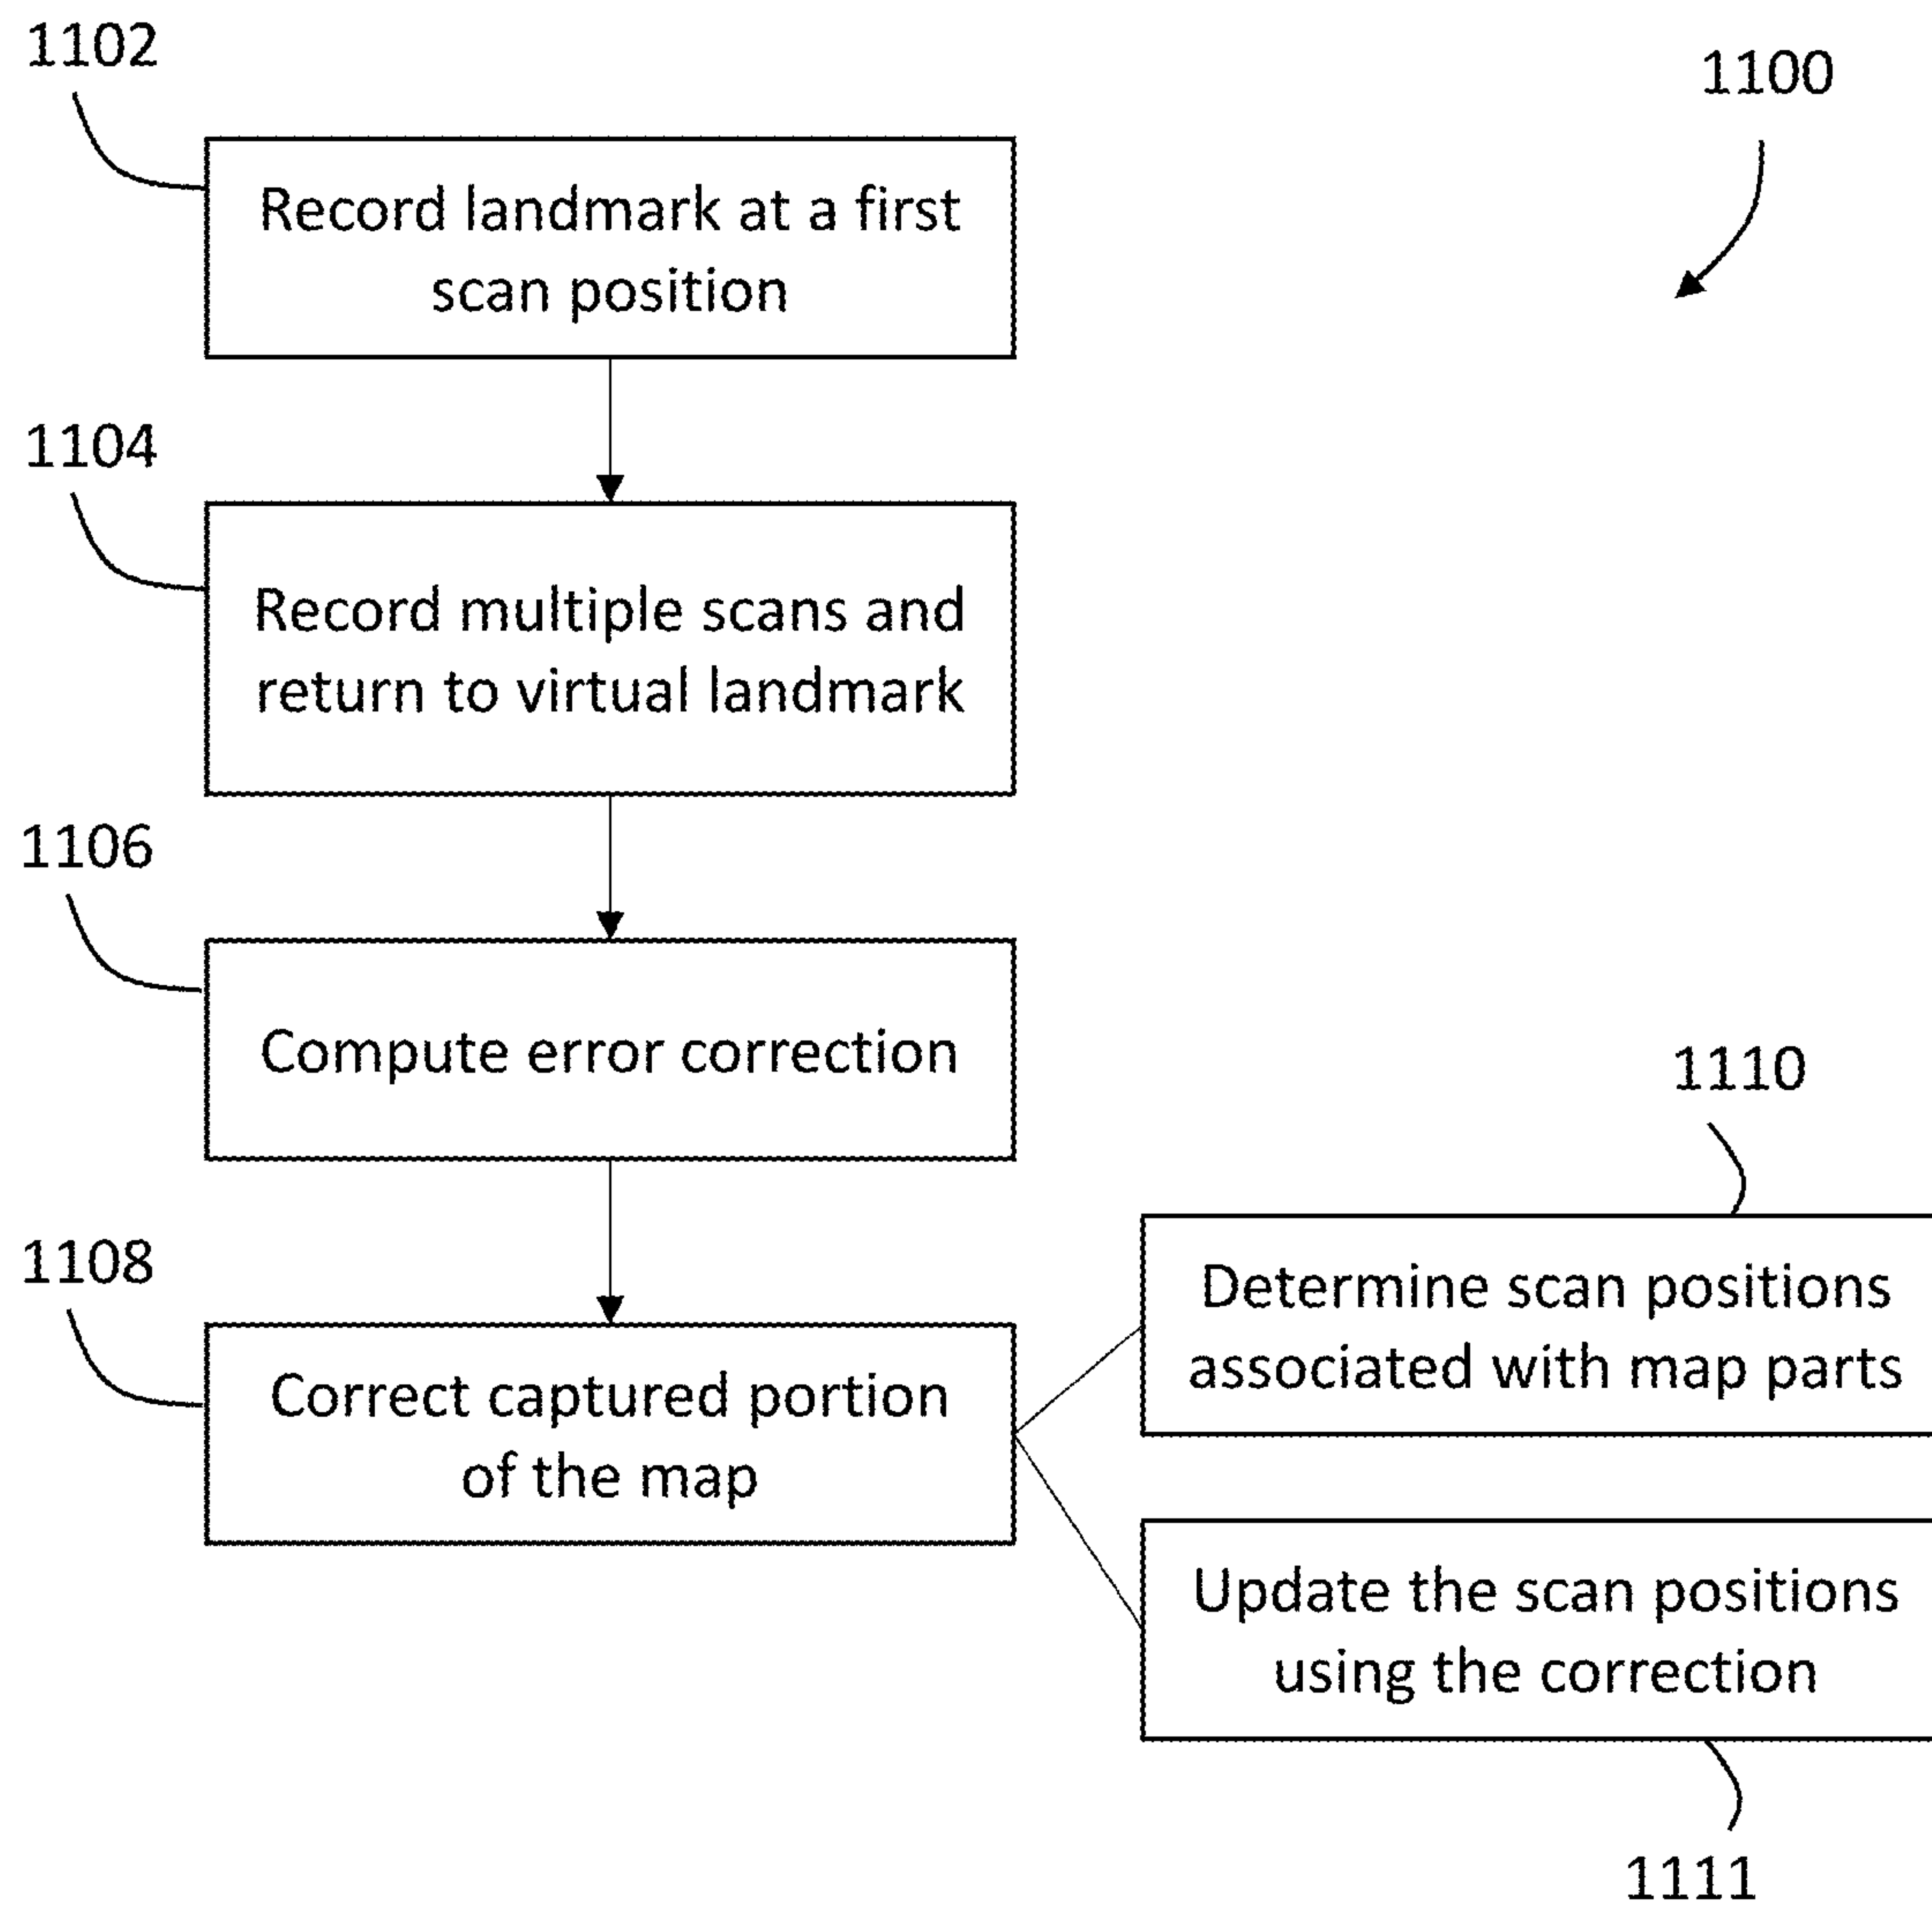 1102
1100
Record landmark at a first
scan position
1104
Record multiple scans and
return to virtual landmark
1106
Compute error correction
1108
Correct captured portion
of the map
1110
Determine scan positions
associated with map parts
Update the scan positions
using the correction
1111